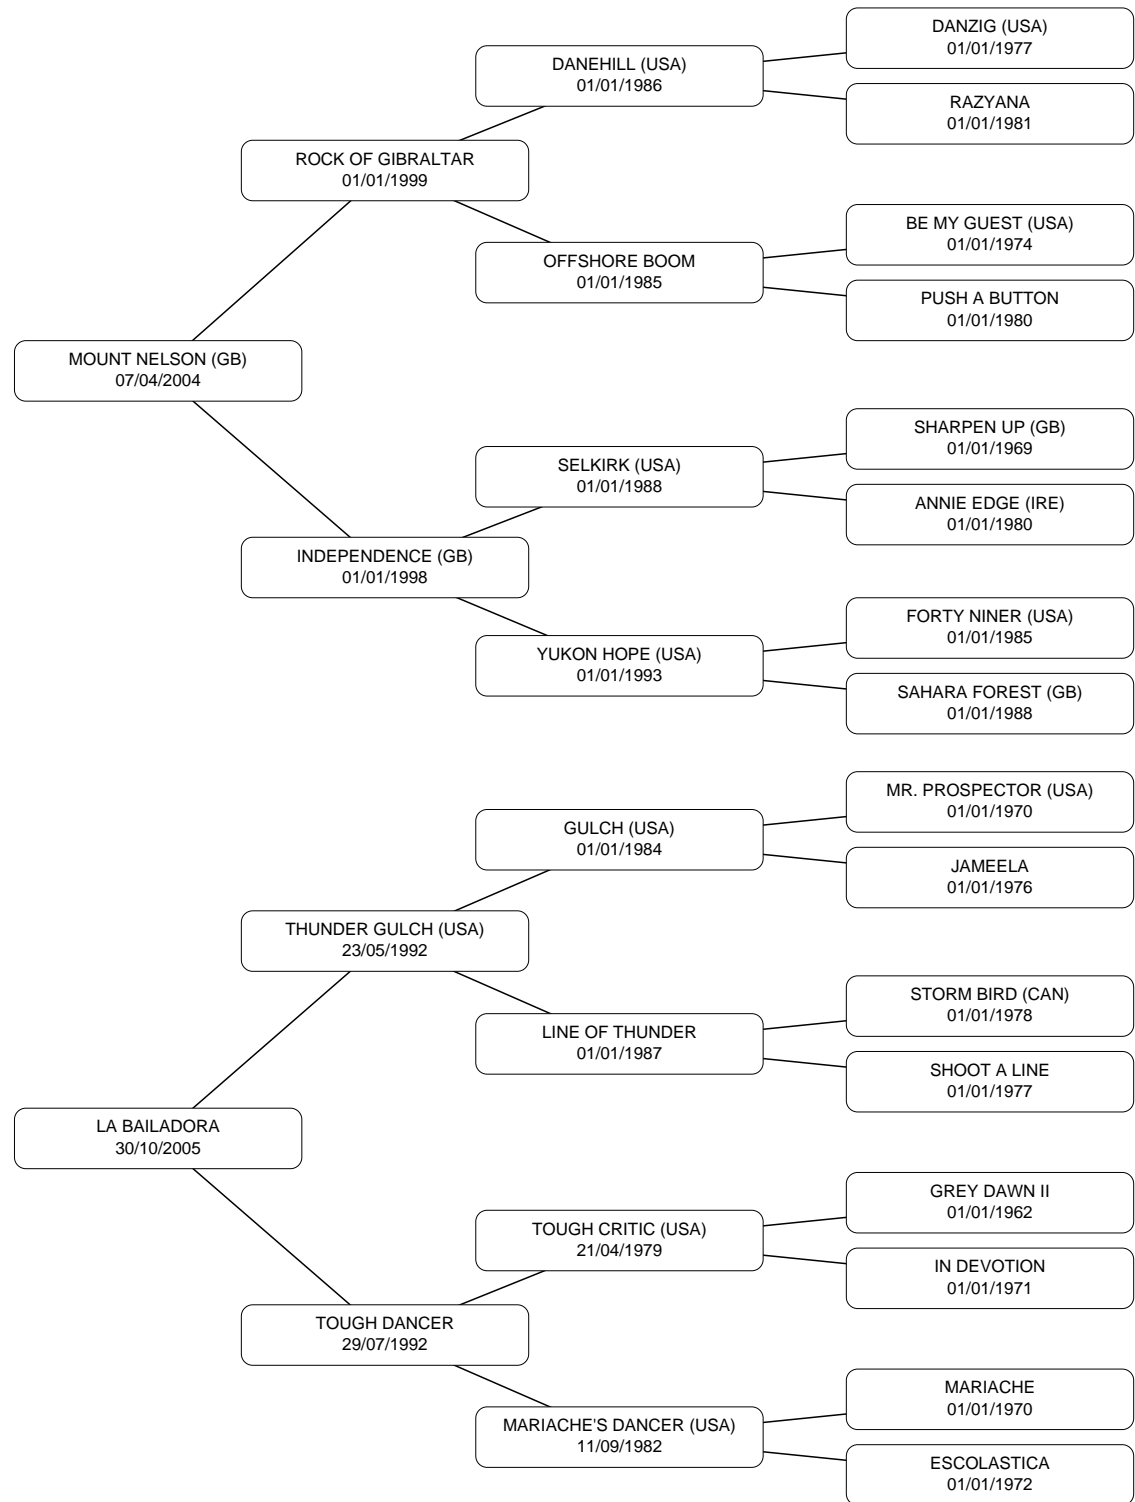 DANZIG (USA)
01/01/1977
DANEHILL (USA)
01/01/1986
RAZYANA
01/01/1981
ROCK OF GIBRALTAR
01/01/1999
BE MY GUEST (USA)
01/01/1974
OFFSHORE BOOM
01/01/1985
PUSH A BUTTON
01/01/1980
MOUNT NELSON (GB)
07/04/2004
SHARPEN UP (GB)
01/01/1969
SELKIRK (USA)
01/01/1988
ANNIE EDGE (IRE)
01/01/1980
INDEPENDENCE (GB)
01/01/1998
FORTY NINER (USA)
01/01/1985
YUKON HOPE (USA)
01/01/1993
SAHARA FOREST (GB)
01/01/1988
MR. PROSPECTOR (USA)
01/01/1970
GULCH (USA)
01/01/1984
JAMEELA
01/01/1976
THUNDER GULCH (USA)
23/05/1992
STORM BIRD (CAN)
01/01/1978
LINE OF THUNDER
01/01/1987
SHOOT A LINE
01/01/1977
LA BAILADORA
30/10/2005
GREY DAWN II
01/01/1962
TOUGH CRITIC (USA)
21/04/1979
IN DEVOTION
01/01/1971
TOUGH DANCER
29/07/1992
MARIACHE
01/01/1970
MARIACHE'S DANCER (USA)
11/09/1982
ESCOLASTICA
01/01/1972